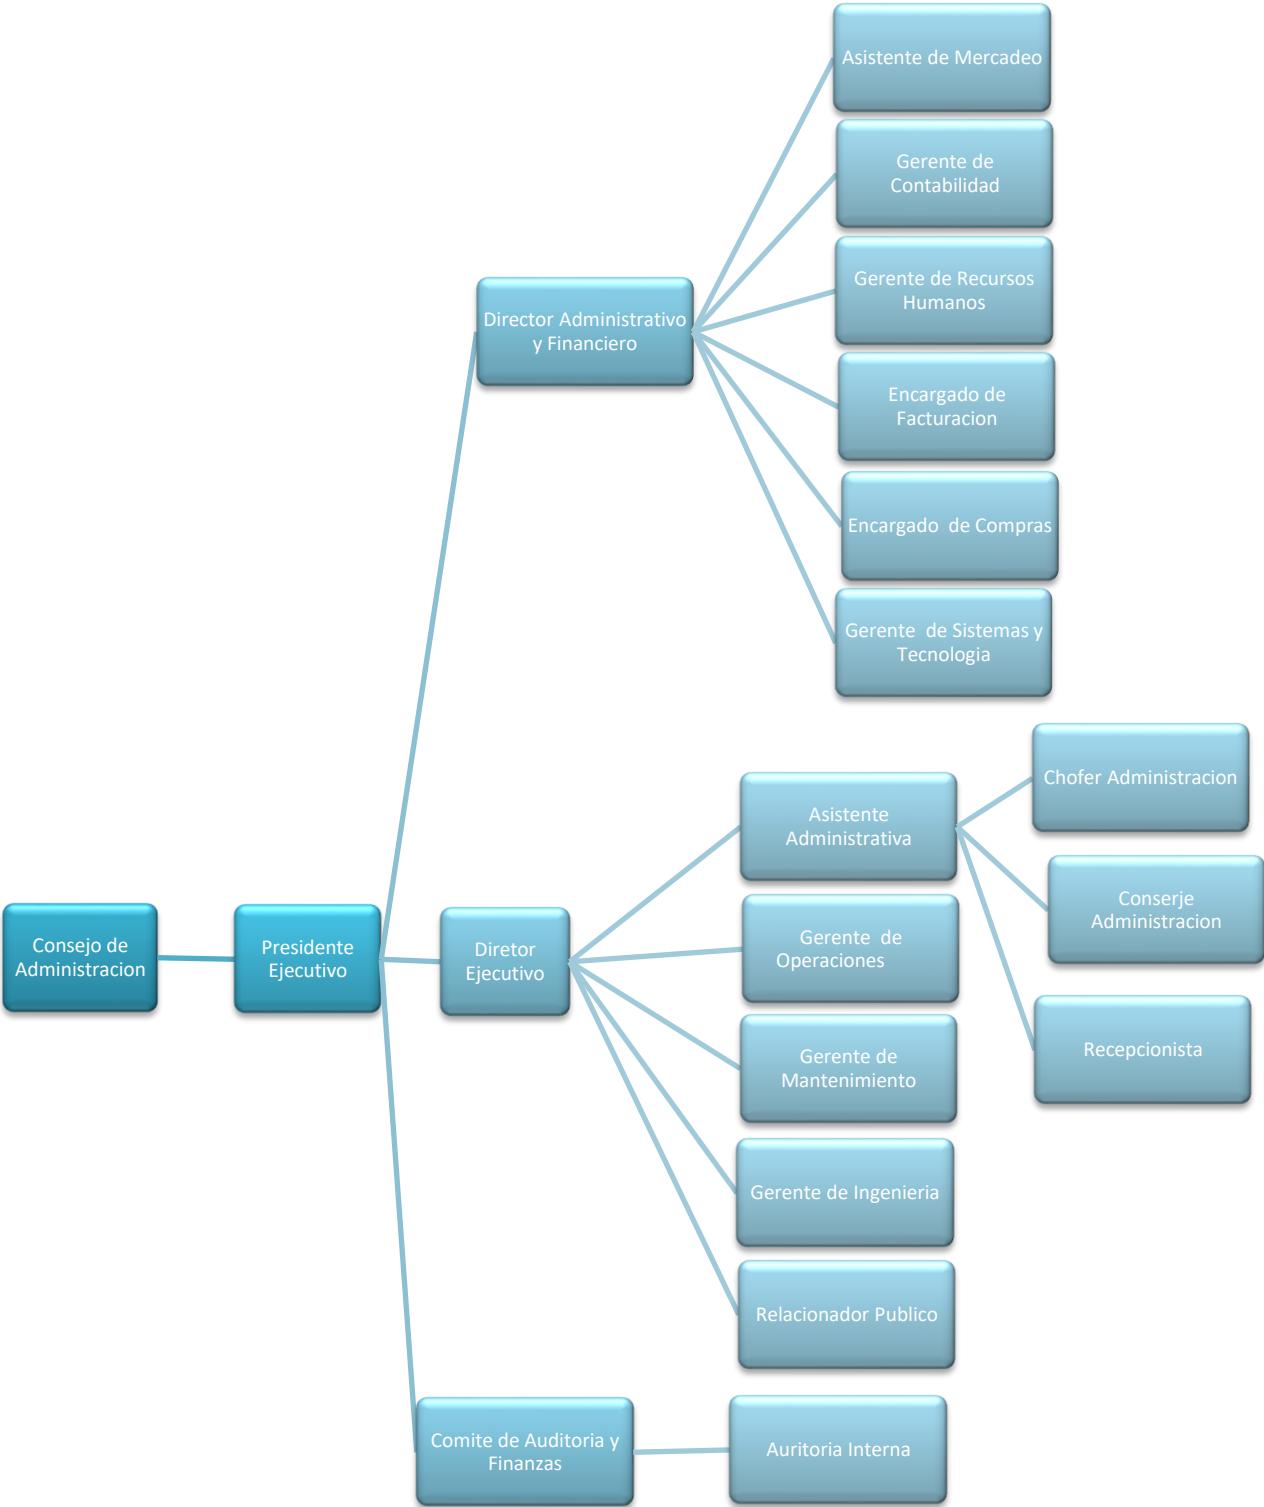 Asistente de Mercadeo
Gerente de
Contabilidad
Gerente de Recursos
Humanos
Director Administrativo
y Financiero
Encargado de
Facturacion
Encargado  de Compras
Gerente  de Sistemas y
Tecnologia
Chofer Administracion
Asistente
Administrativa
Conserje
Administracion
Consejo de
Administracion
Presidente
Ejecutivo
Diretor
Ejecutivo
Gerente  de
Operaciones
Recepcionista
Gerente de
Mantenimiento
Gerente de Ingenieria
Relacionador Publico
Comite de Auditoria y
Finanzas
Auritoria Interna